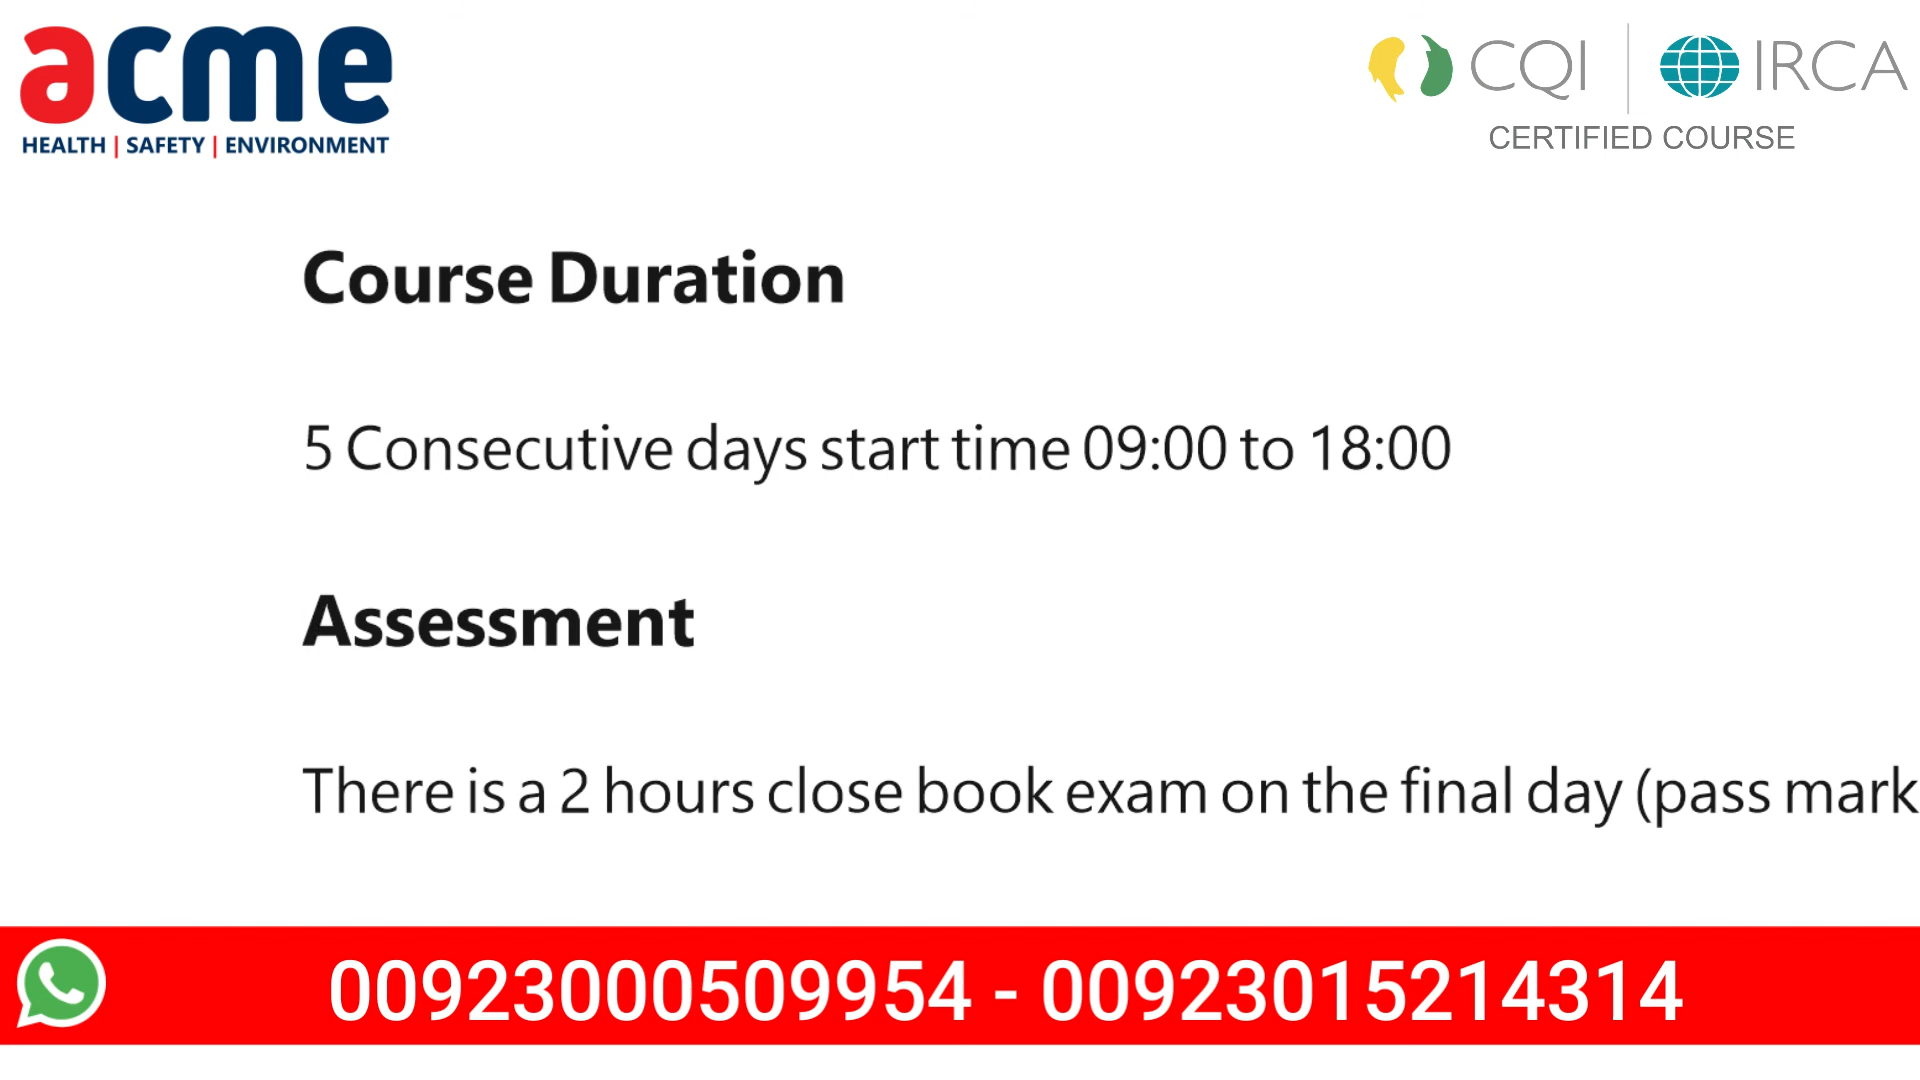 acme
HEALTH | SAFETY | ENVIRONMENT
CQI | IRCA
CERTIFIED COURSE
Course Duration
5 Consecutive days start time 09:00 to 18:00
Assessment
There is a 2 hours close book exam on the final day (pass mark
00923000509954 - 00923015214314